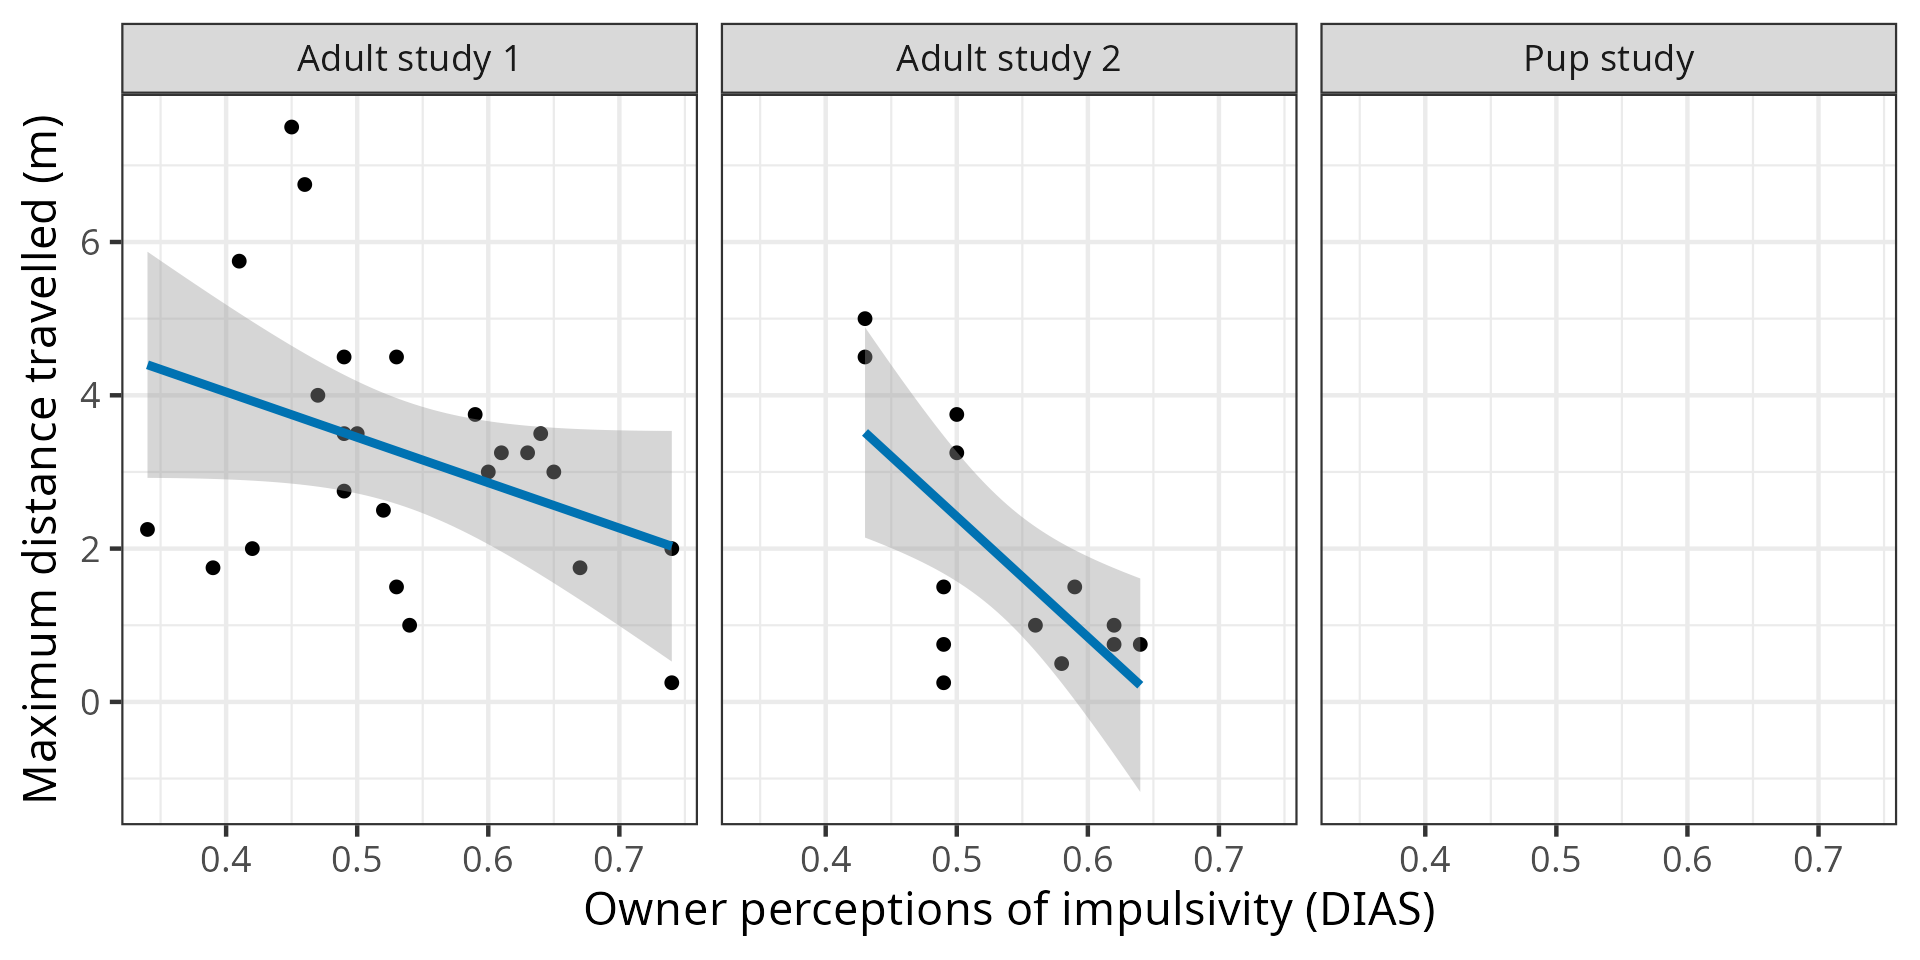 Adult study 1
Adult study 2
Pup study
Maximum distance travelled (m)
6
4
2
0
0.4 0.5 0.6 0.7
0.4 0.5 0.6 0.7
0.4 0.5 0.6 0.7
Owner perceptions of impulsivity (DIAS)